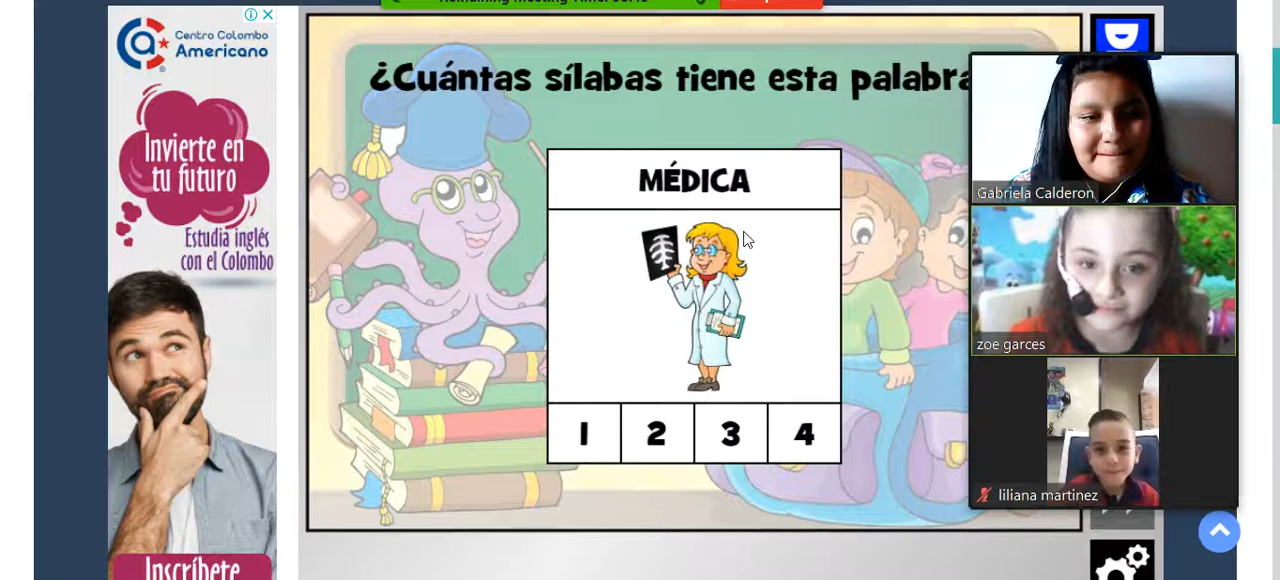 Centro Colombo
Americano
Invierte en
tu futuro
Estudia inglés
con el Colombo
Inscríbete
¿Cuántas sílabas tiene esta palabra
MÉDICA
1 2 3 4
Gabriela Calderon
zoe garces
liliana martinez